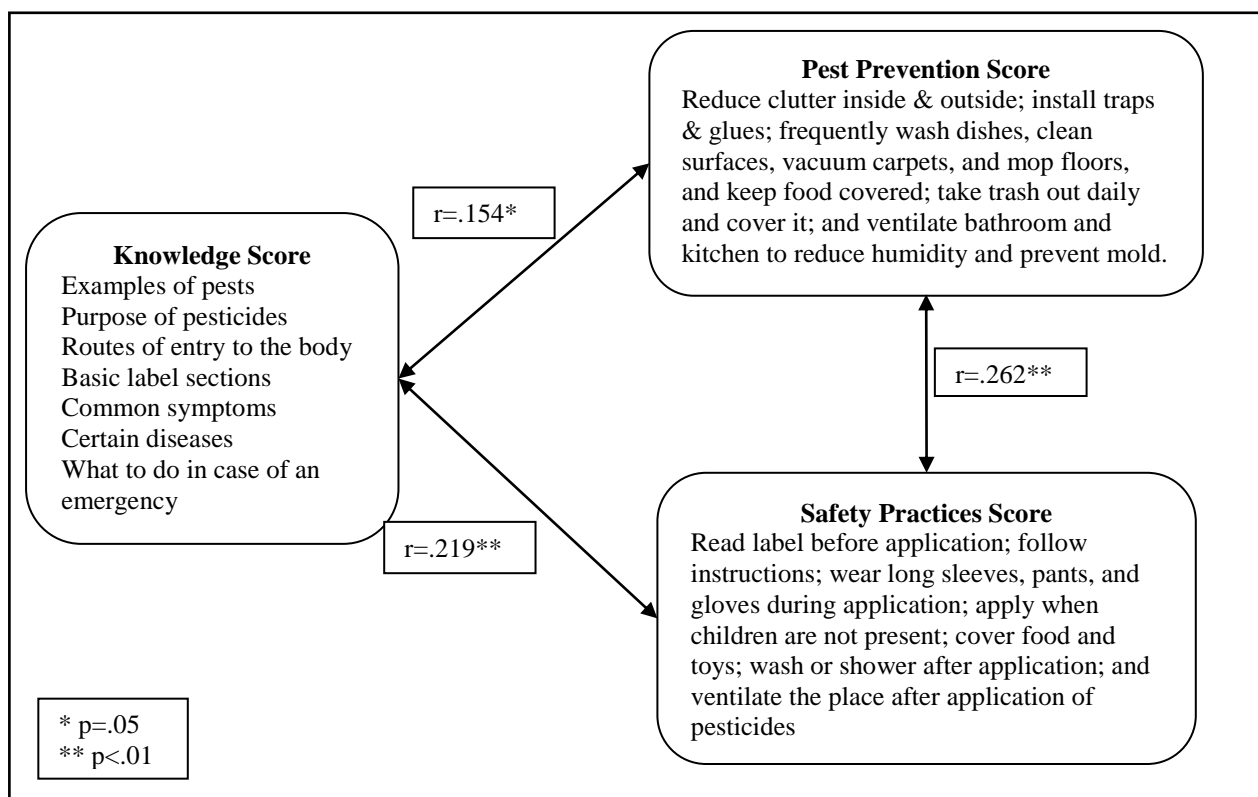 Pest Prevention Score
Reduce clutter inside & outside; install traps
& glues; frequently wash dishes, clean
surfaces, vacuum carpets, and mop floors,
and keep food covered; take trash out daily
and cover it; and ventilate bathroom and
kitchen to reduce humidity and prevent mold.
r=.154*
Knowledge Score
Examples of pests
Purpose of pesticides
Routes of entry to the body
Basic label sections
Common symptoms
Certain diseases
What to do in case of an
emergency
r=.262**
r=.219**
Safety Practices Score
Read label before application; follow
instructions; wear long sleeves, pants, and
gloves during application; apply when
children are not present; cover food and
toys; wash or shower after application; and
ventilate the place after application of
pesticides
* p=.05
** p<.01